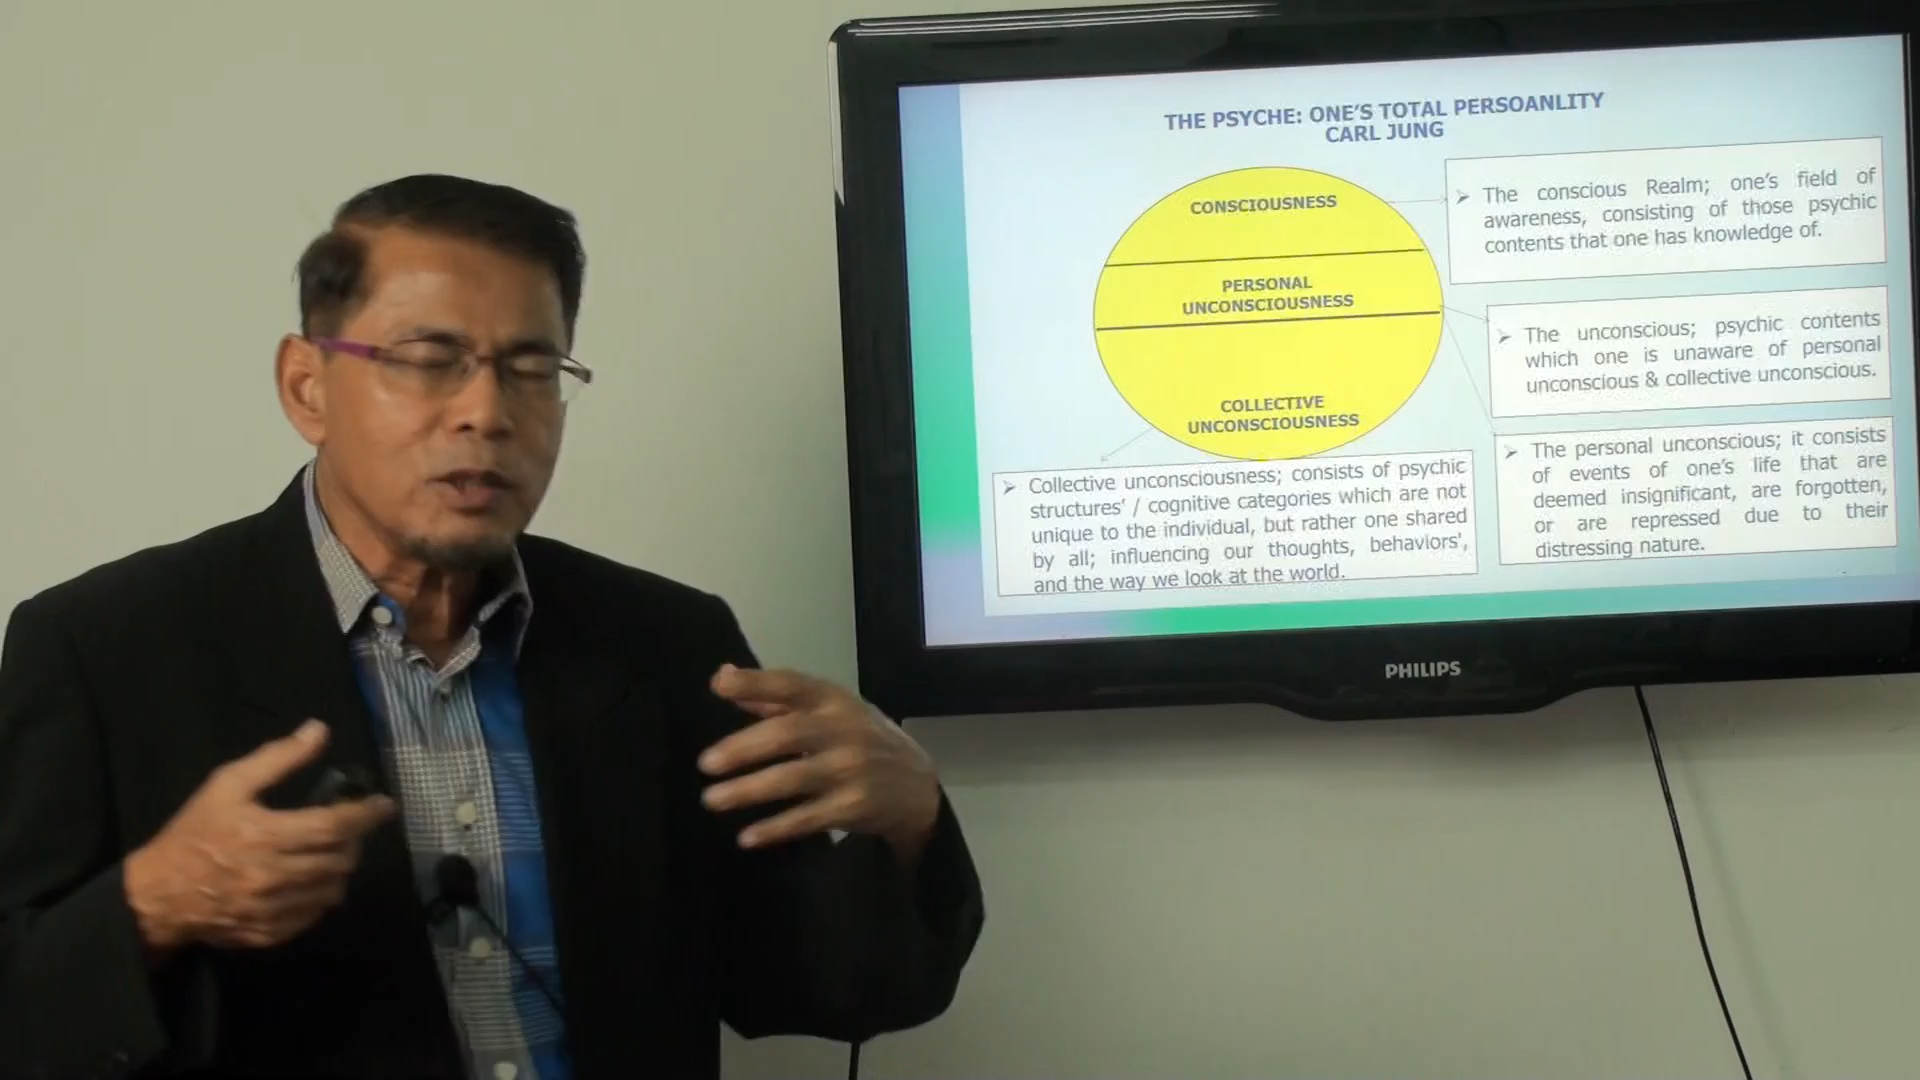 THE PSYCHE: ONE'S TOTAL PERSOANLITY
CARL JUNG
CONSCIOUSNESS
PERSONAL
UNCONSCIOUSNESS
COLLECTIVE
UNCONSCIOUSNESS
➢ The conscious Realm; one's field of
awareness, consisting of those psychic
contents that one has knowledge of.
➢ The unconscious; psychic contents
which one is unaware of personal
unconscious & collective unconscious.
➢ The personal unconscious; it consists
of events of one's life that are
deemed insignificant, are forgotten,
or are repressed due to their
distressing nature.
➢ Collective unconsciousness; consists of psychic
structures' / cognitive categories which are not
unique to the individual, but rather one shared
by all; influencing our thoughts, behaviors',
and the way we look at the world.
PHILIPS